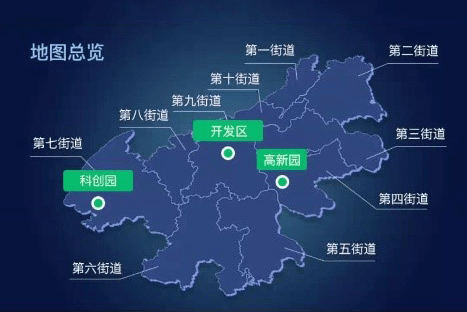 地图总览
第一街道
第二街道
第十街道
第九街道
第八街道
开发区
第三街道
第七街道
高新园
科创园
第四街道
第五街道
第六街道